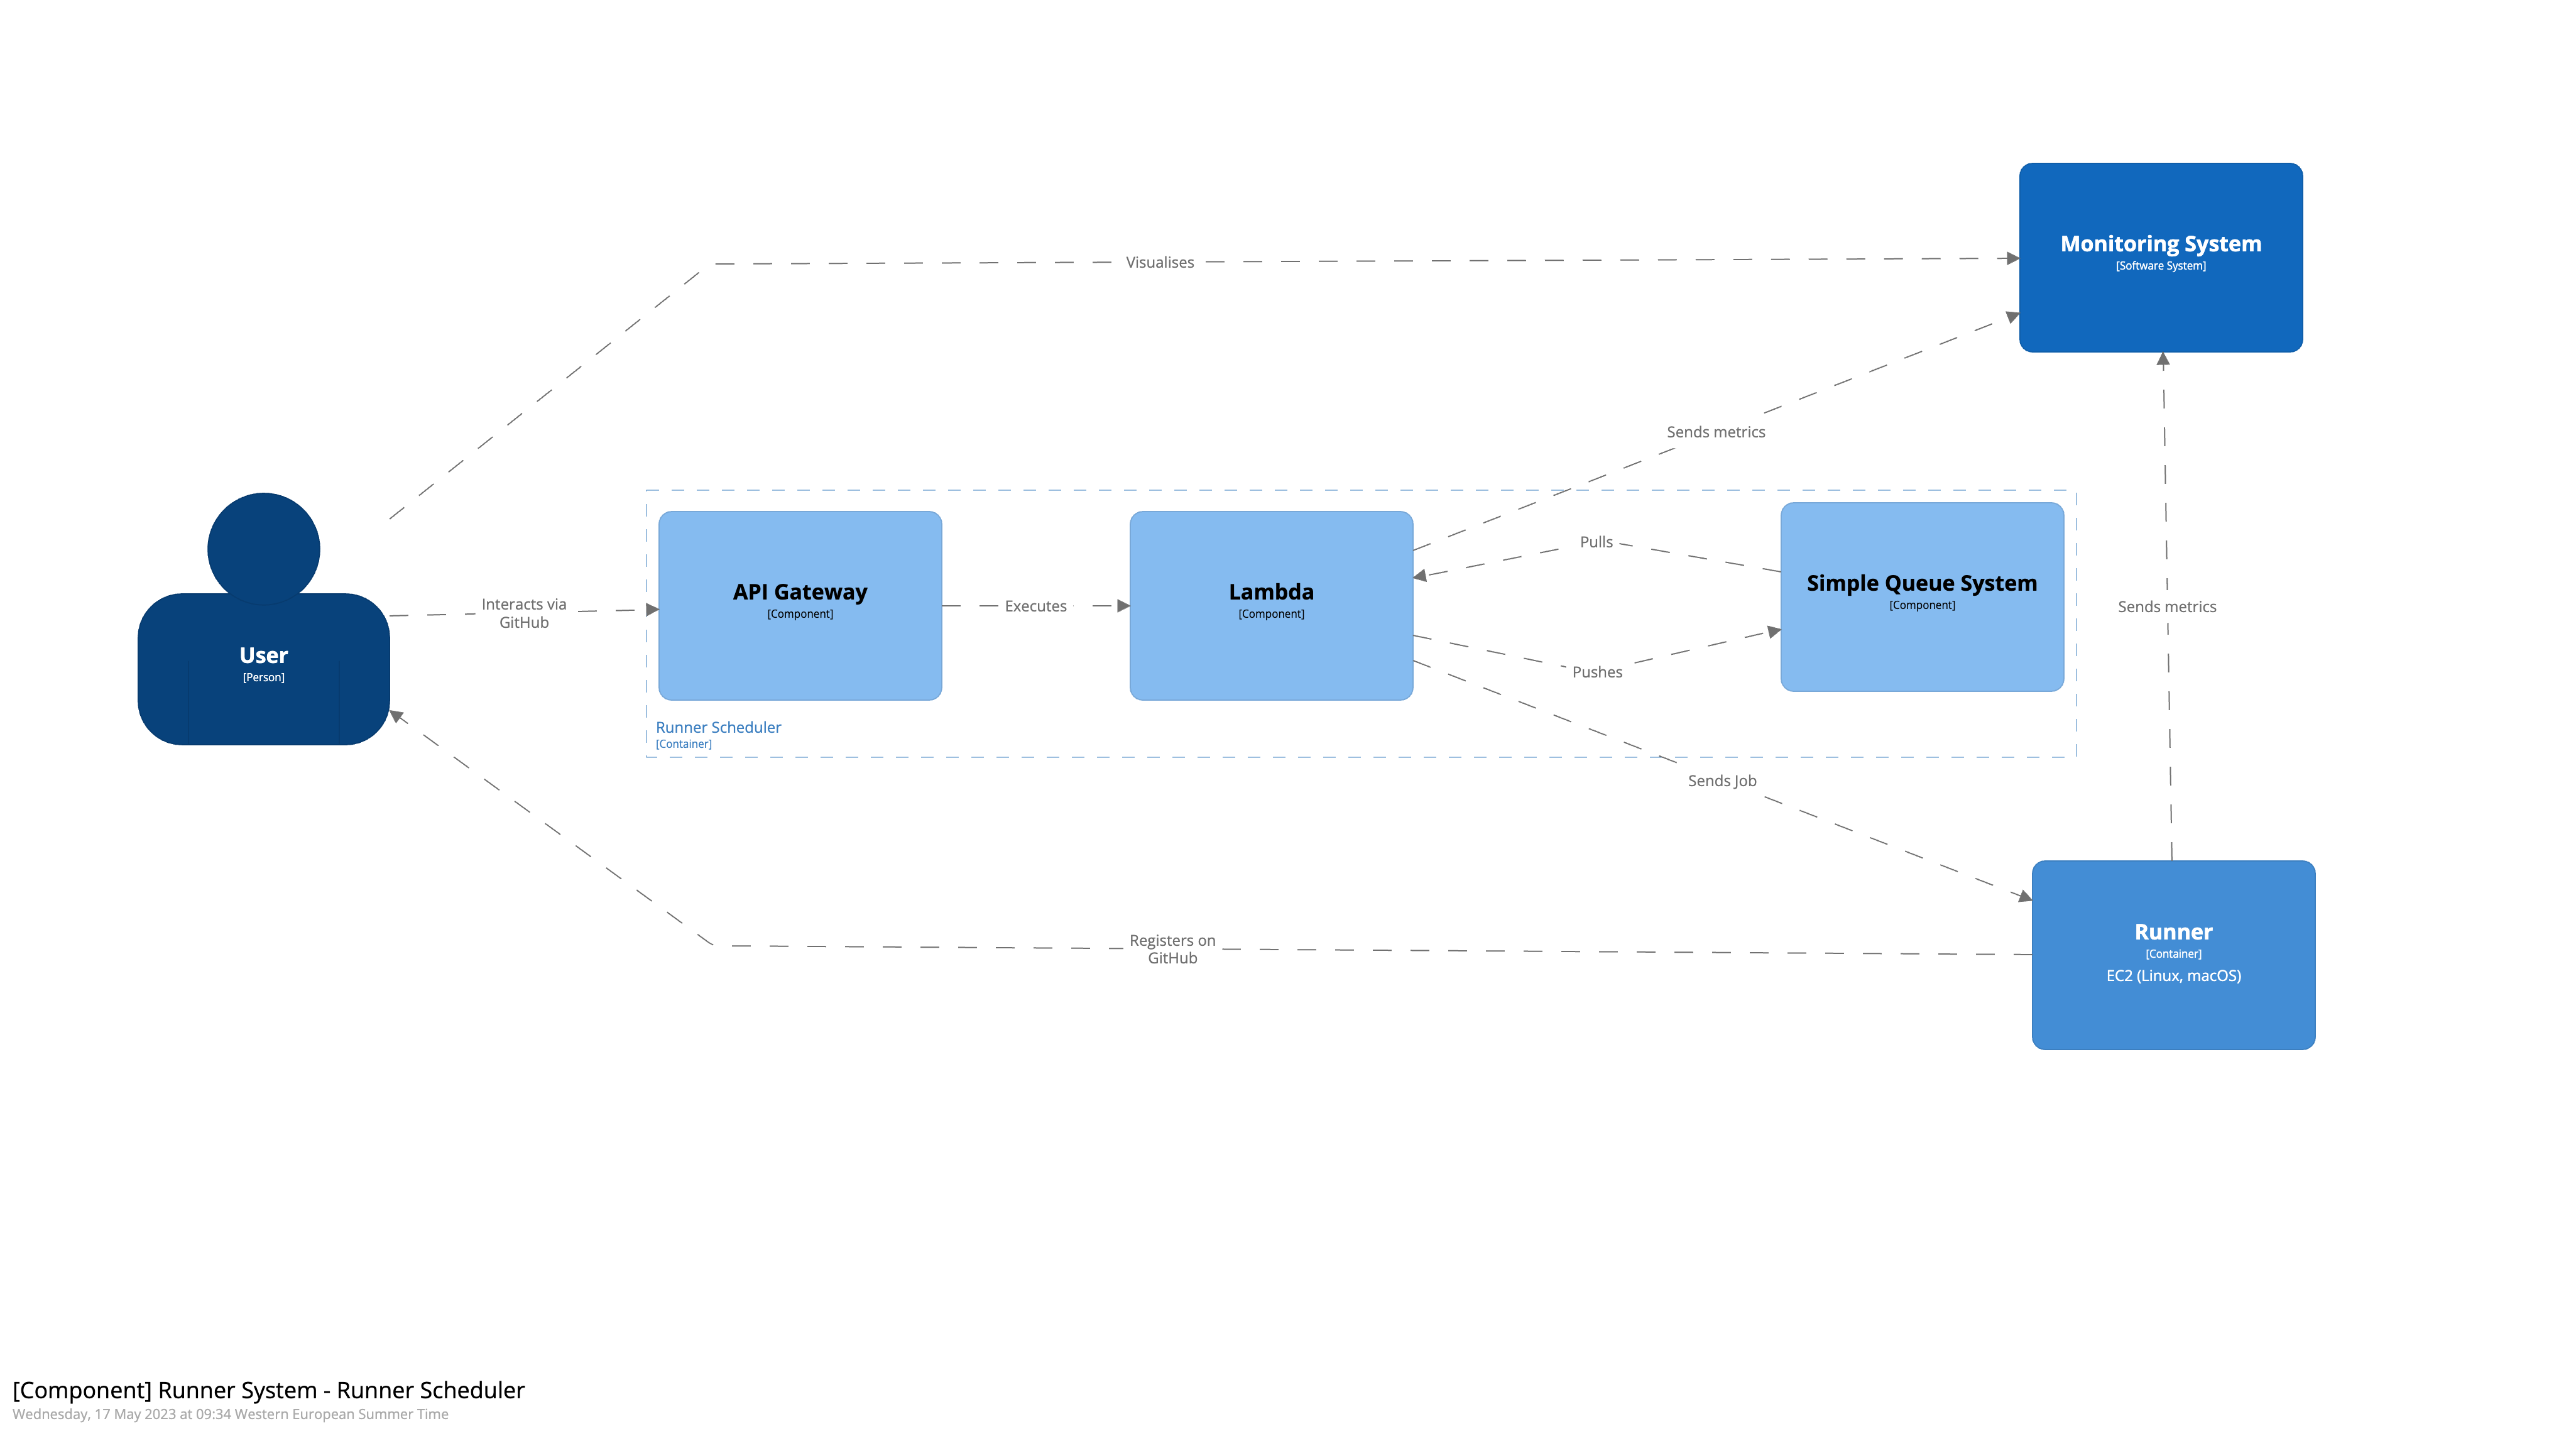 Monitoring System
[Software System]
Visualises
Sends metrics
Pulls
Simple Queue System
[Component]
API Gateway
[Component]
Executes
Lambda
[Component]
Interacts via
GitHub
Sends metrics
User
[Person]
Pushes
Runner Scheduler
[Container]
Sends Job
Registers on
GitHub
Runner
[Container]
EC2 (Linux, macOS)
[Component] Runner System - Runner Scheduler
Wednesday, 17 May 2023 at 09:34 Western European Summer Time